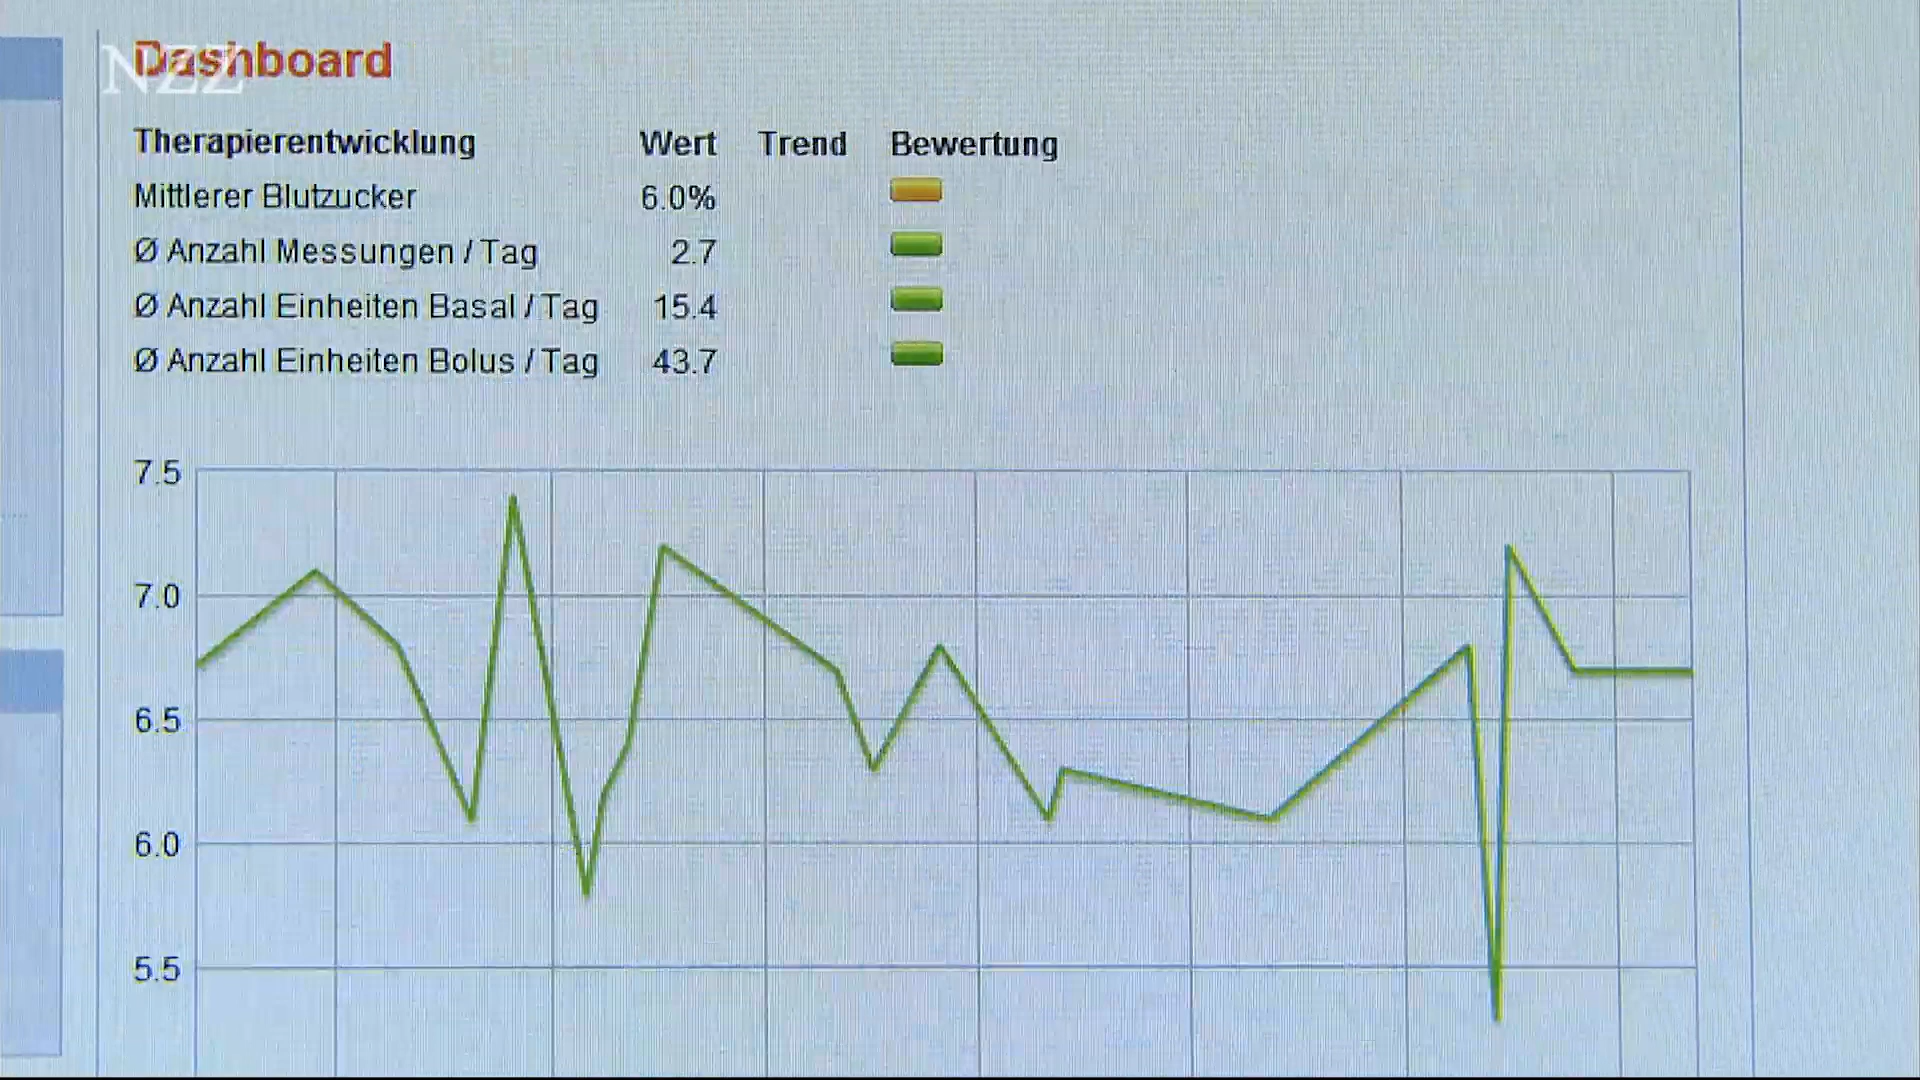 NZZ
Dashboard
Therapierentwicklung Wert Trend Bewertung
Mittlerer Blutzucker 6.0%
Ø Anzahl Messungen / Tag 2.7
Ø Anzahl Einheiten Basal / Tag 15.4
Ø Anzahl Einheiten Bolus / Tag 43.7
7.5
7.0
6.5
6.0
5.5